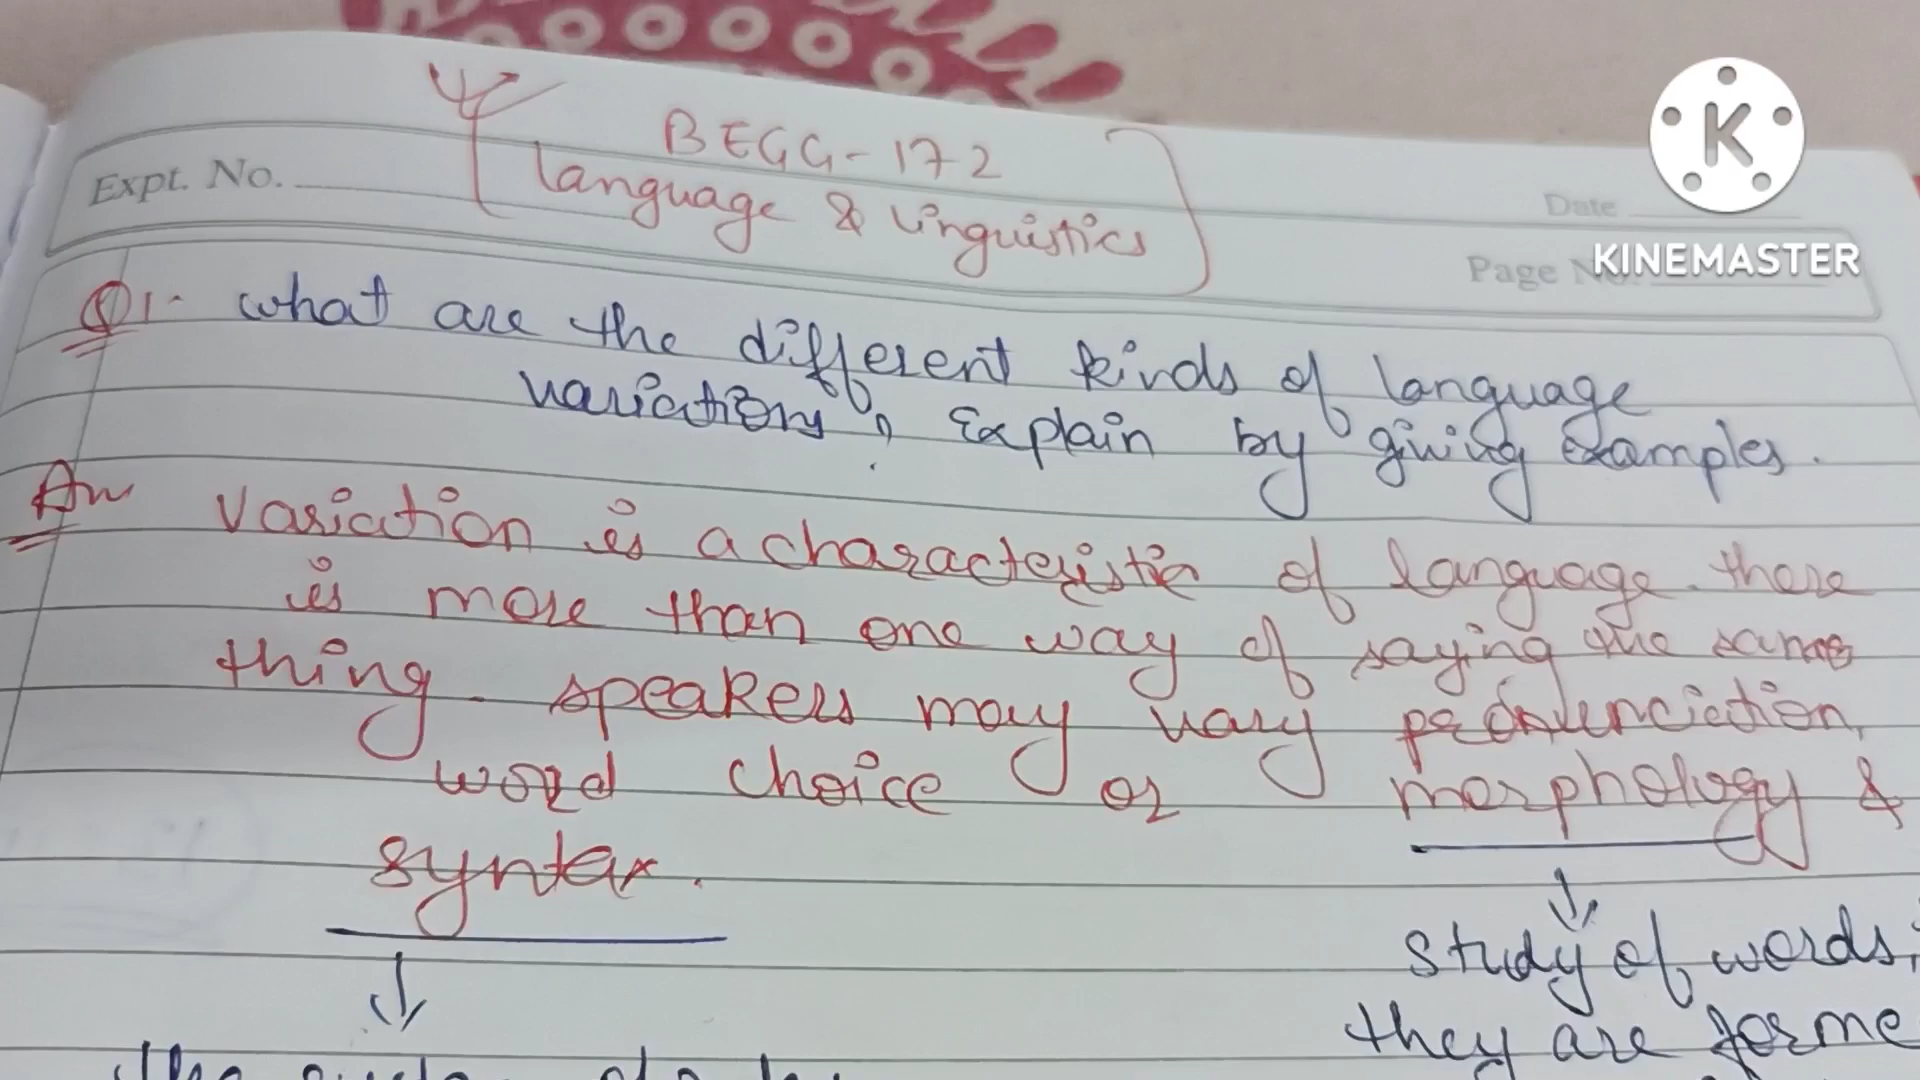 BEGG-172
Language & Linguistics
Expt. No.
Date
Page No.
K
KINEMASTER
Q1. what are the different kinds of language
variations, Explain by giving Examples.
Ans Variation is a characteristic of language. there
is more than one way of saying the same
thing. speakers may vary pronunciation,
word choice or morphology &
syntax.
study of words,
they are forme